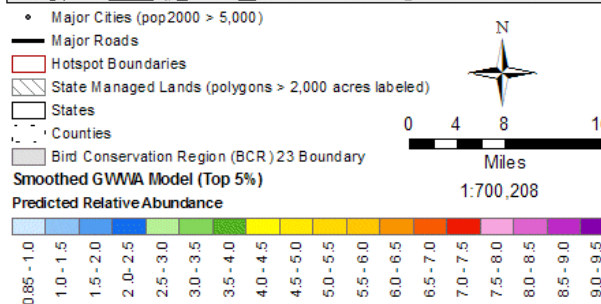 Major Cities (pop2000 > 5,000)
Major Roads
Hotspot Boundaries
State Managed Lands (polygons > 2,000 acres labeled)
States
Counties
Bird Conservation Region (BCR) 23 Boundary
N
0 4 8
Miles
1:700,208
Smoothed GWWA Model (Top 5%)
Predicted Relative Abundance
0.85 - 1.0
1.0 - 1.5
1.5 - 2.0
2.0- 2.5
2.5 - 3.0
3.0 - 3.5
3.5 - 4.0
4.0 - 4.5
4.5 - 5.0
5.0 - 5.5
5.5 - 6.0
6.0 - 6.5
6.5 - 7.0
7.0 - 7.5
7.5 - 8.0
8.0 - 8.5
8.5 - 9.0
9.0 - 9.5